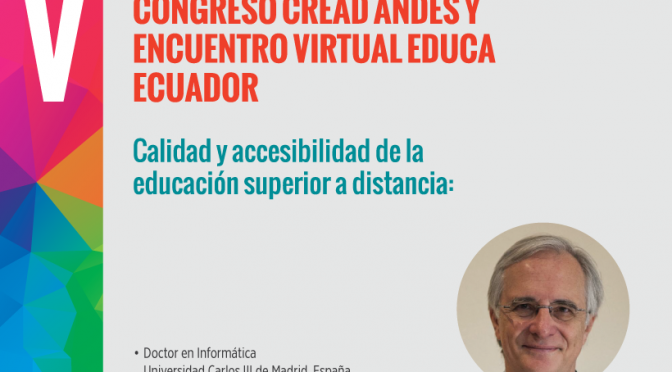 V
CONGRESO CREAD ANDES Y
ENCUENTRO VIRTUAL EDUCA
ECUADOR
Calidad y accesibilidad de la
educación superior a distancia:
• Doctor en Informática
Universidad Carlos III de Madrid, España